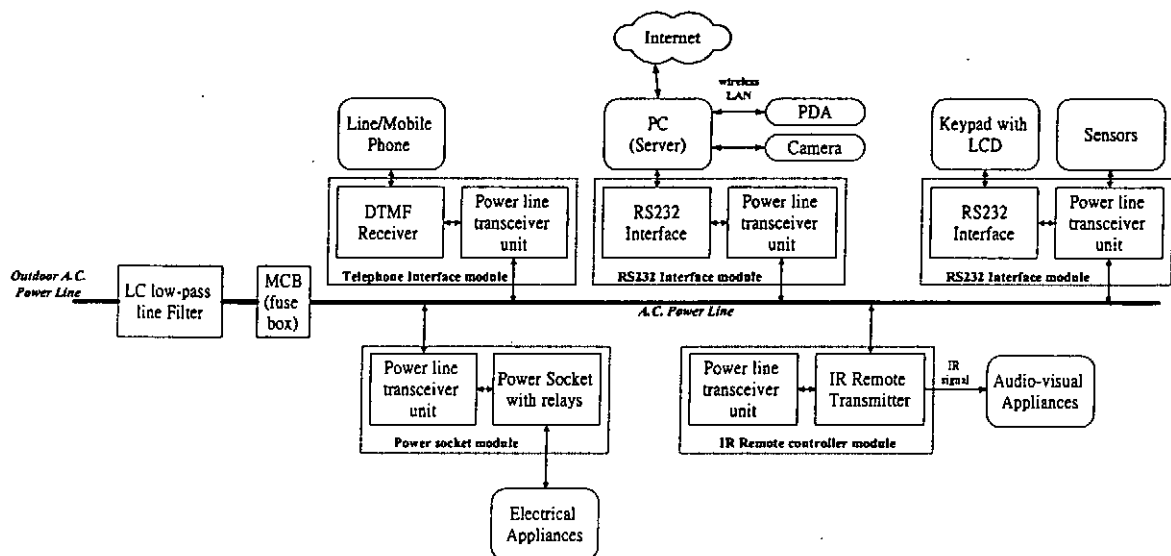 Internet
wireless
LAN
Line/Mobile
Phone
PC
(Server)
PDA
Camera
Keypad with
LCD
Sensors
DTMF
Receiver
Power line
transceiver
unit
Telephone Interface module
RS232
Interface
Power line
transceiver
unit
RS232 Interface module
RS232
Interface
Power line
transceiver
unit
RS232 Interface module
Outdoor A.C.
Power Line
LC low-pass
line Filter
MCB
(fuse
box)
A.C. Power Line
Power line
transceiver
unit
Power Socket
with relays
Power socket module
Power line
transceiver
unit
IR Remote
Transmitter
IR Remote controller module
IR
signal
Audio-visual
Appliances
Electrical
Appliances